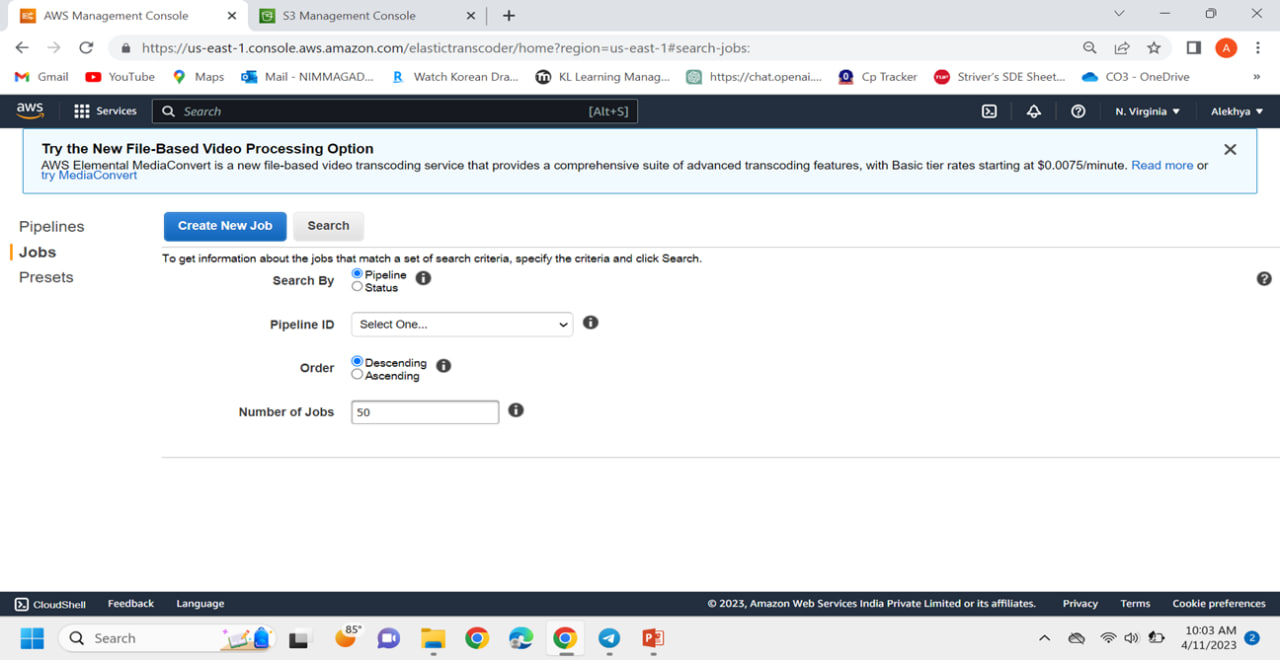 AWS Management Console
S3 Management Console
https://us-east-1.console.aws.amazon.com/elastictranscoder/home?region=us-east-1#search-jobs:
A
Gmail
YouTube
Maps
Mail - NIMMAGAD...
R
Watch Korean Dra...
KL Learning Manag...
https://chat.openai....
Cp Tracker
Striver's SDE Sheet...
CO3 - OneDrive
»
aws
Services
Search
[Alt+S]
N. Virginia
Alekhya
Try the New File-Based Video Processing Option
AWS Elemental MediaConvert is a new file-based video transcoding service that provides a comprehensive suite of advanced transcoding features, with Basic tier rates starting at $0.0075/minute. Read more or
try MediaConvert
Pipelines
Jobs
Presets
Create New Job
Search
To get information about the jobs that match a set of search criteria, specify the criteria and click Search.
Search By
Pipeline
Status
Pipeline ID
Select One...
Order
Descending
Ascending
Number of Jobs
50
CloudShell
Feedback
Language
© 2023, Amazon Web Services India Private Limited or its affiliates.
Privacy
Terms
Cookie preferences
Search
85°
10:03 AM
4/11/2023
2